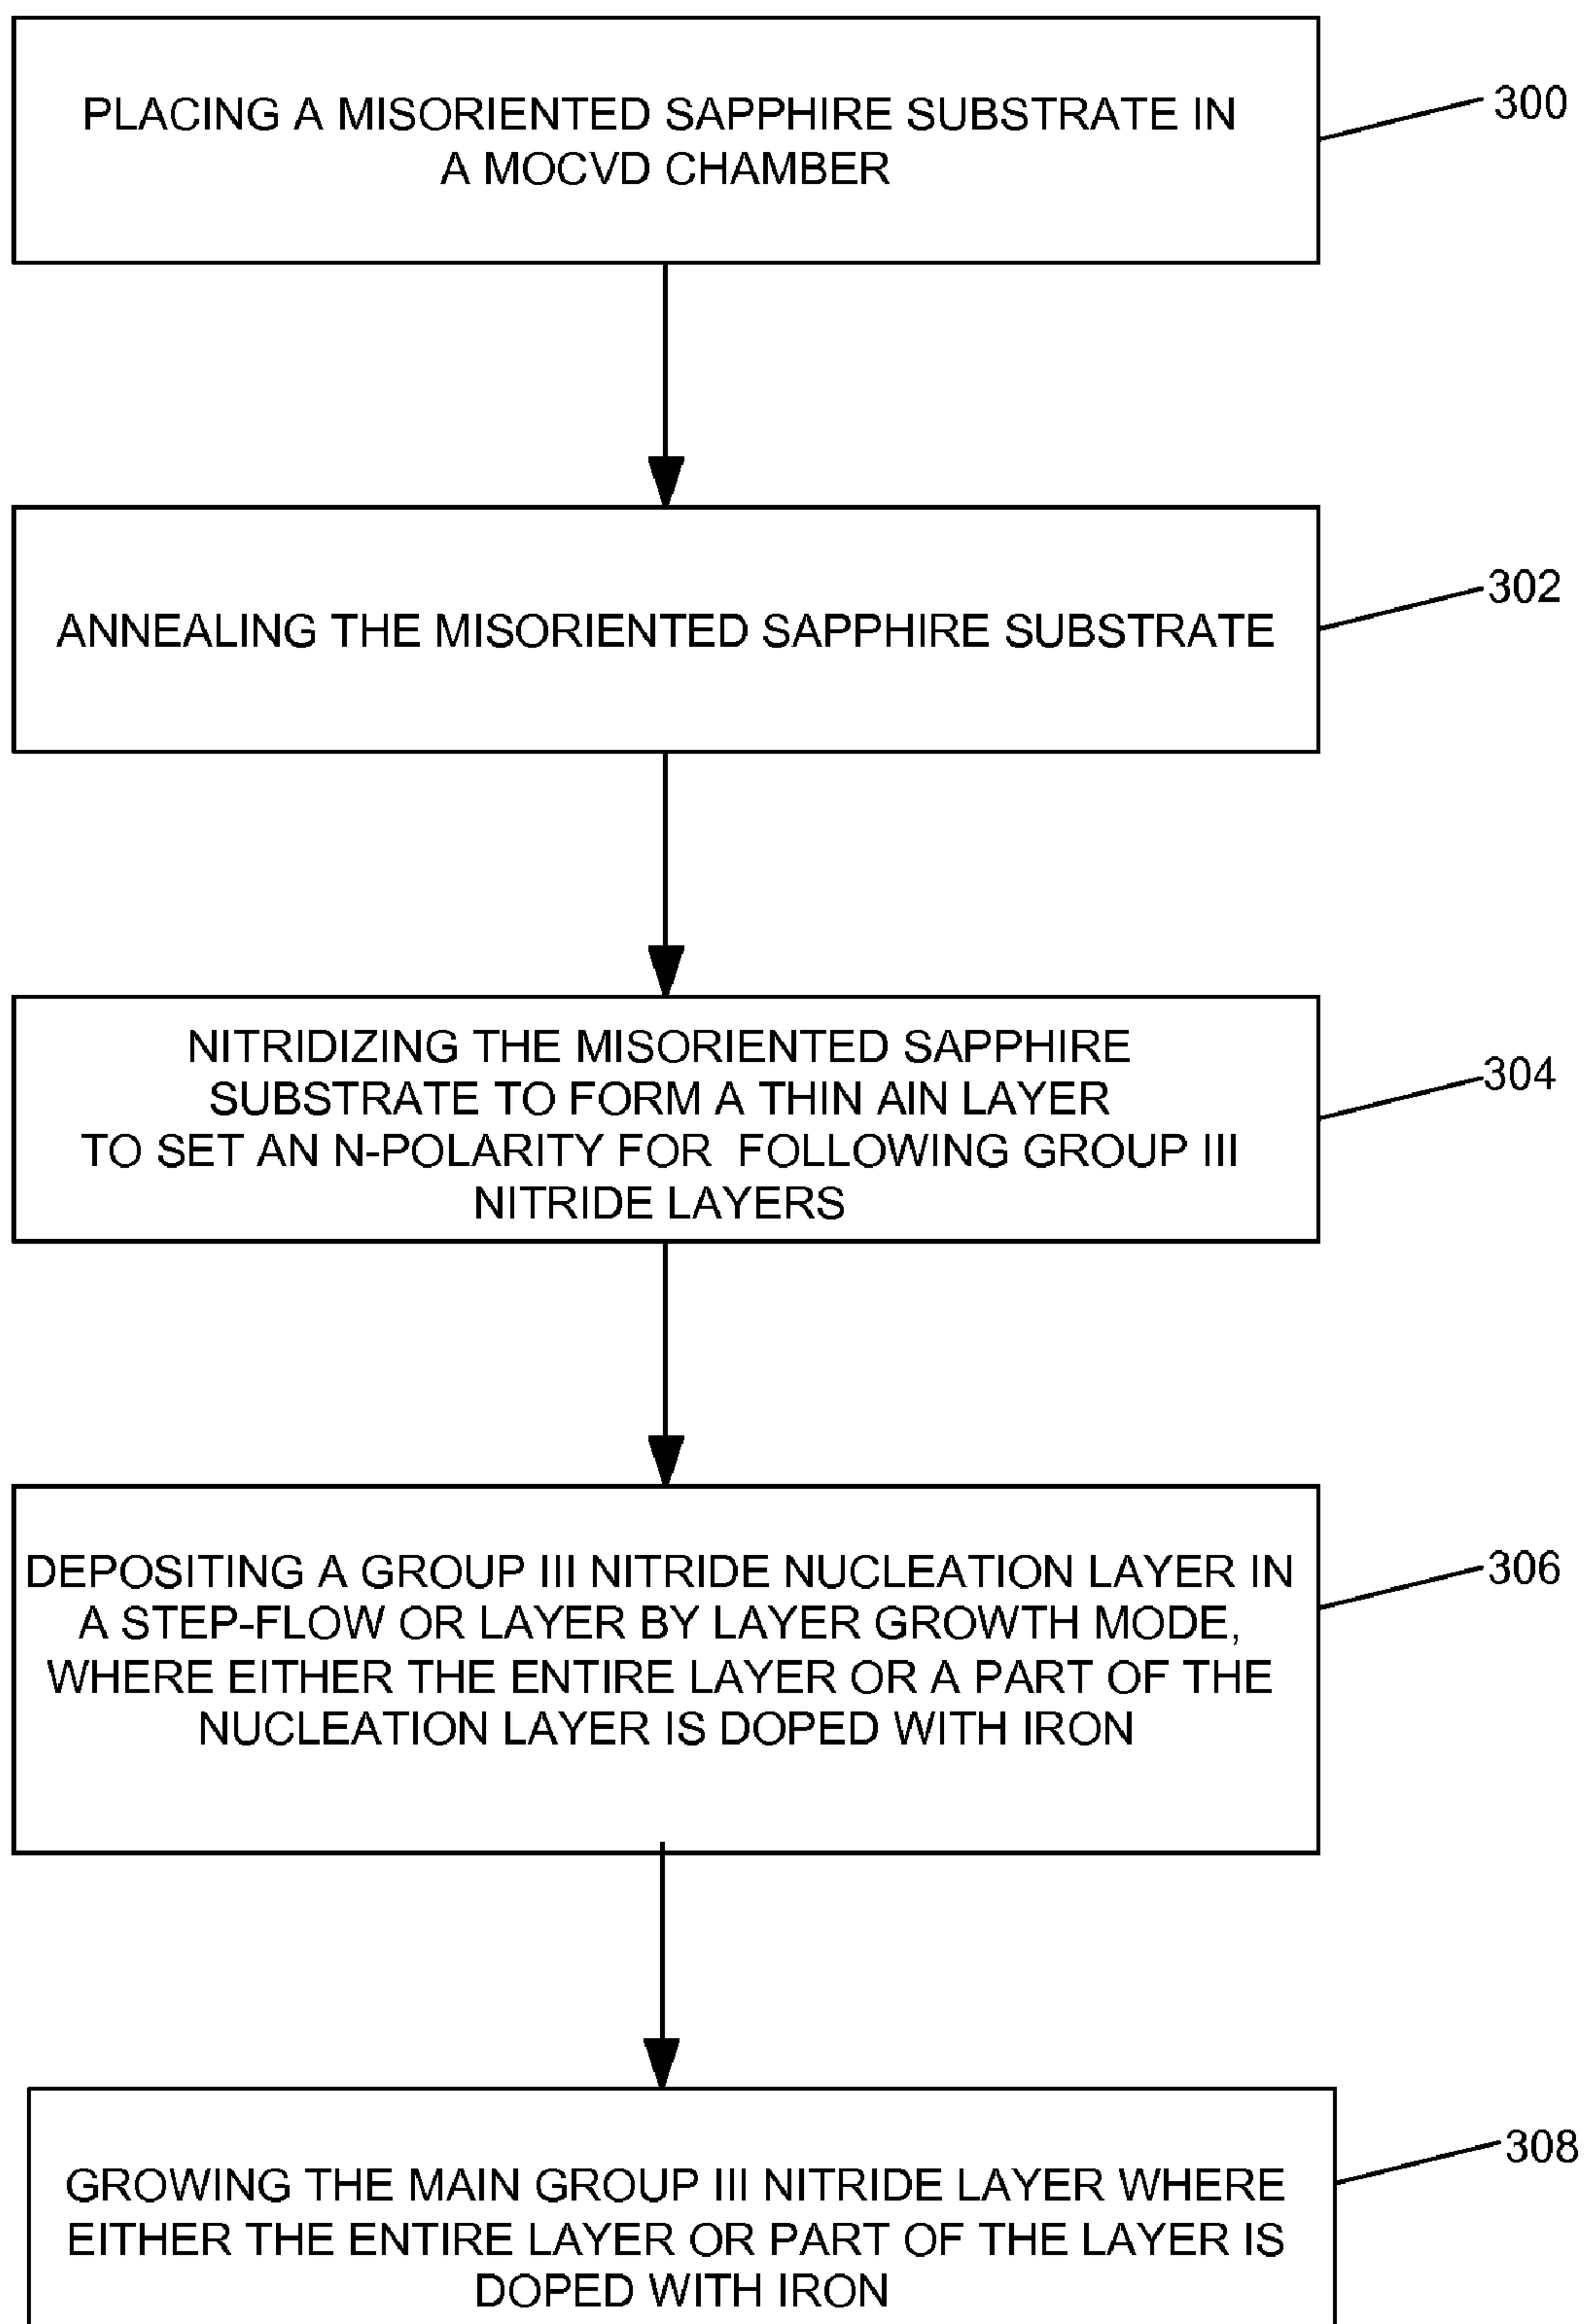 PLACING A MISORIENTED SAPPHIRE SUBSTRATE IN
A MOCVD CHAMBER
300
ANNEALING THE MISORIENTED SAPPHIRE SUBSTRATE
302
NITRIDIZING THE MISORIENTED SAPPHIRE
SUBSTRATE TO FORM A THIN AIN LAYER
TO SET AN N-POLARITY FOR FOLLOWING GROUP III
NITRIDE LAYERS
304
DEPOSITING A GROUP III NITRIDE NUCLEATION LAYER IN
A STEP-FLOW OR LAYER BY LAYER GROWTH MODE,
WHERE EITHER THE ENTIRE LAYER OR A PART OF THE
NUCLEATION LAYER IS DOPED WITH IRON
306
GROWING THE MAIN GROUP III NITRIDE LAYER WHERE
EITHER THE ENTIRE LAYER OR PART OF THE LAYER IS
DOPED WITH IRON
308